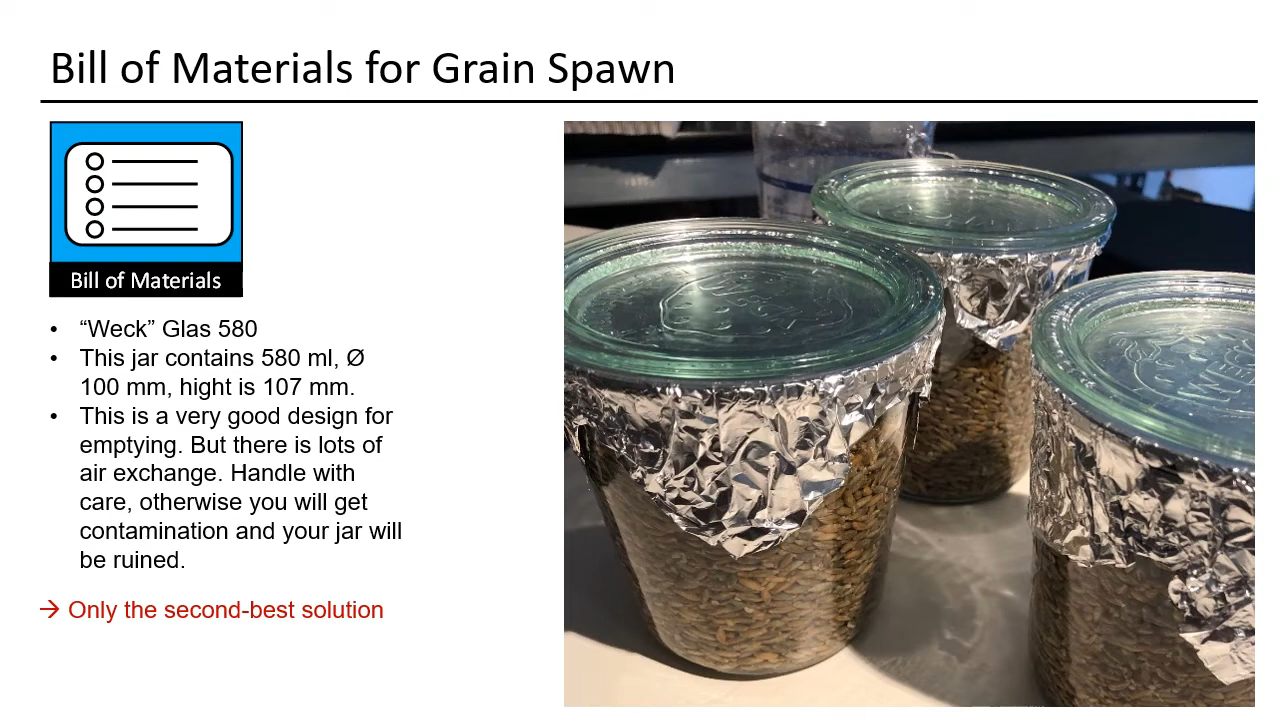 Bill of Materials for Grain Spawn
Bill of Materials
• “Weck” Glas 580
• This jar contains 580 ml, Ø
100 mm, hight is 107 mm.
• This is a very good design for
emptying. But there is lots of
air exchange. Handle with
care, otherwise you will get
contamination and your jar will
be ruined.
→ Only the second-best solution